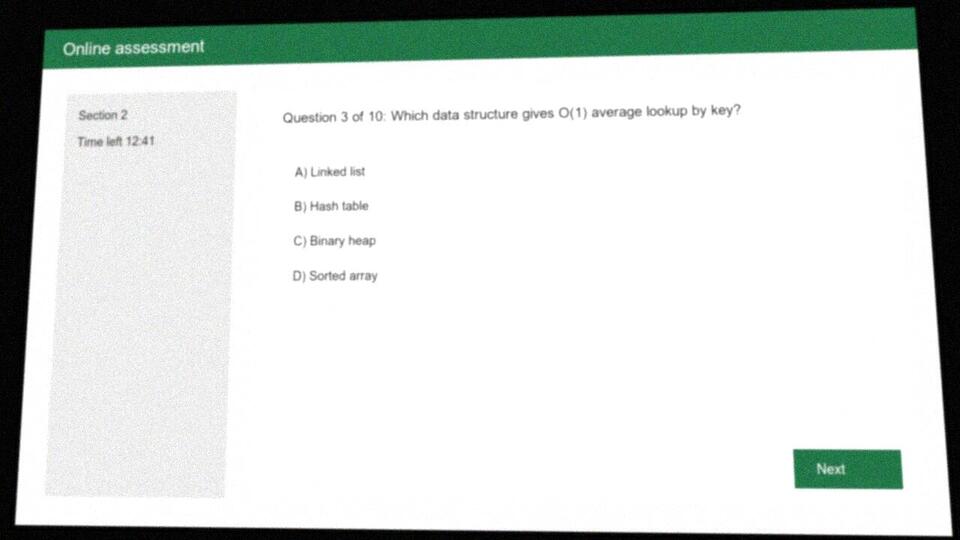 Online assessment
Section 2
Time left 12:41
Question 3 of 10: Which data structure gives O(1) average lookup by key?
A) Linked list
B) Hash table
C) Binary heap
D) Sorted array
Next